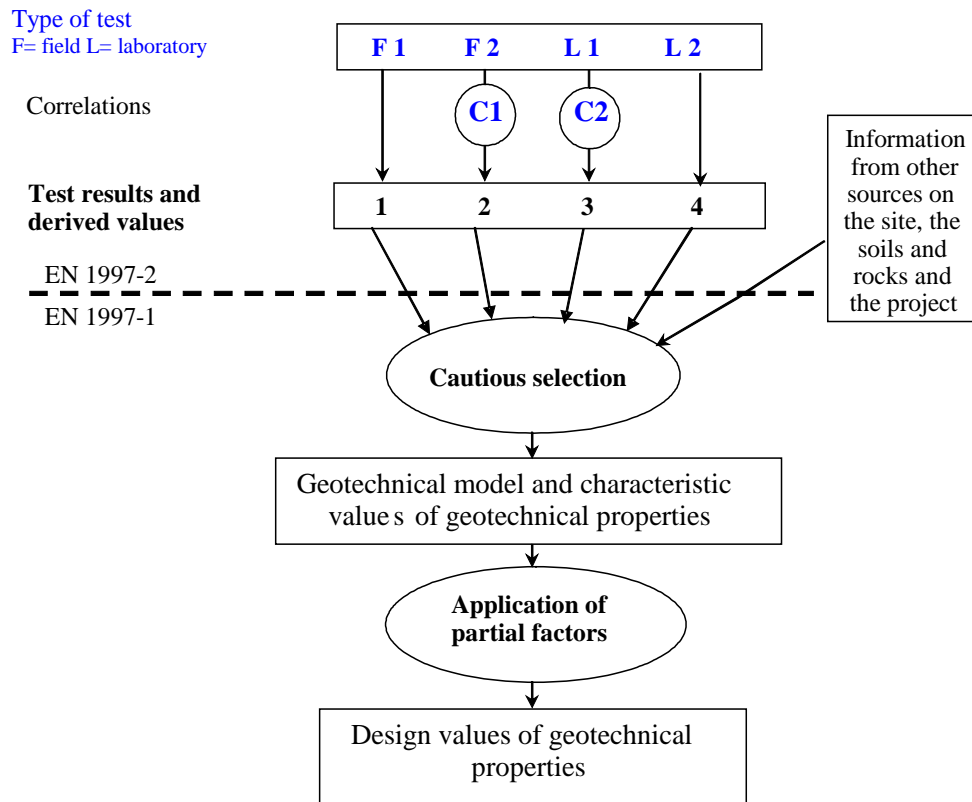 Type of test
F= field L= laboratory
F 1 F 2 L 1 L 2
Correlations
C1 C2
Information
from other
sources on
the site, the
soils and
rocks and
the project
Test results and
derived values
1 2 3 4
EN 1997-2
EN 1997-1
Cautious selection
Geotechnical model and characteristic
values of geotechnical properties
Application of
partial factors
Design values of geotechnical
properties